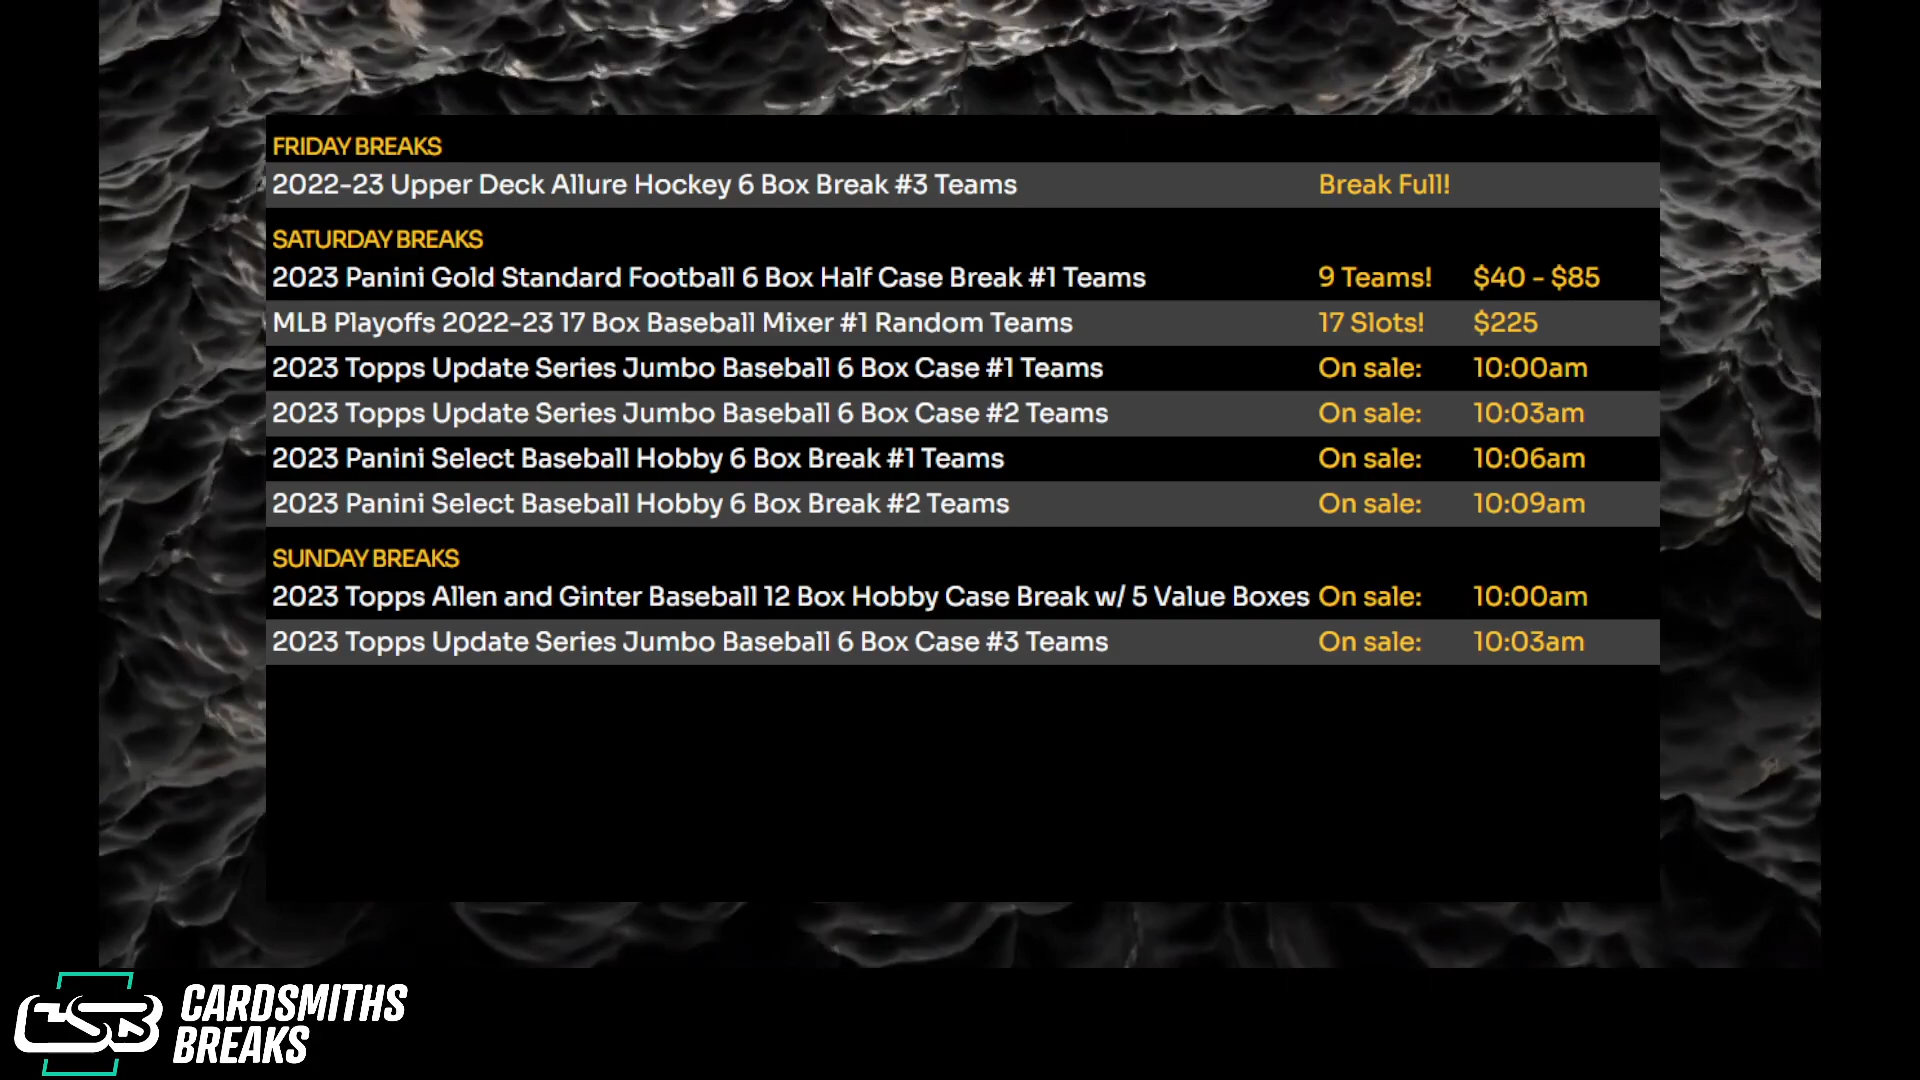 FRIDAY BREAKS
2022-23 Upper Deck Allure Hockey 6 Box Break #3 Teams Break Full!
SATURDAY BREAKS
2023 Panini Gold Standard Football 6 Box Half Case Break #1 Teams 9 Teams! $40 - $85
MLB Playoffs 2022-23 17 Box Baseball Mixer #1 Random Teams 17 Slots! $225
2023 Topps Update Series Jumbo Baseball 6 Box Case #1 Teams On sale: 10:00am
2023 Topps Update Series Jumbo Baseball 6 Box Case #2 Teams On sale: 10:03am
2023 Panini Select Baseball Hobby 6 Box Break #1 Teams On sale: 10:06am
2023 Panini Select Baseball Hobby 6 Box Break #2 Teams On sale: 10:09am
SUNDAY BREAKS
2023 Topps Allen and Ginter Baseball 12 Box Hobby Case Break w/ 5 Value Boxes On sale: 10:00am
2023 Topps Update Series Jumbo Baseball 6 Box Case #3 Teams On sale: 10:03am
CSB CARDSMITHS
BREAKS